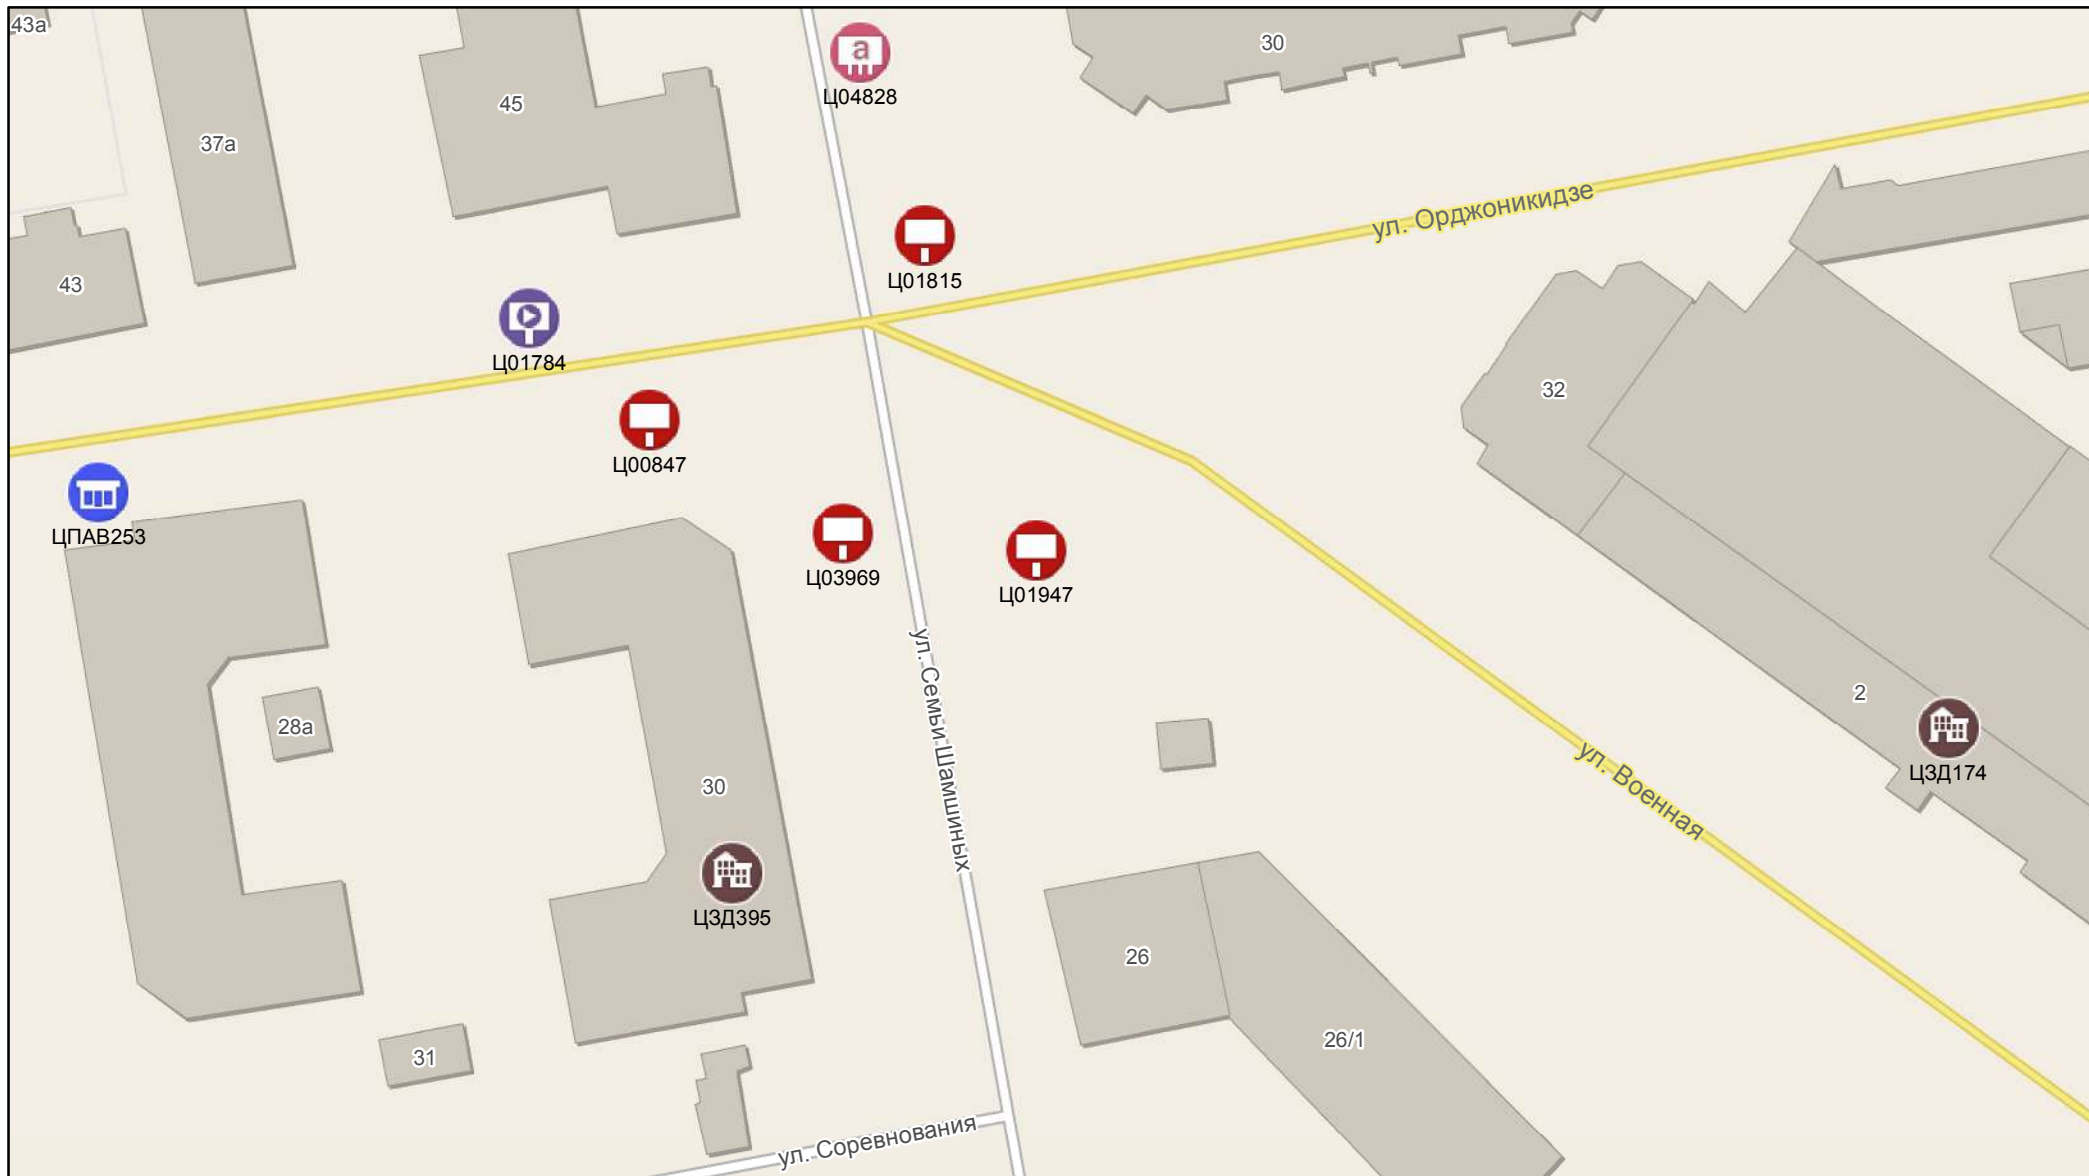 43а
30
а
Ц04828
45
37а
ул. Орджоникидзе
Ц01815
43
Ц01784
32
Ц00847
ЦПАВ253
Ц03969
Ц01947
ул. Семьи Шамшиных
2
28а
ЦЗД174
30
ул. Военная
ЦЗД395
26
26/1
31
ул. Соревнования